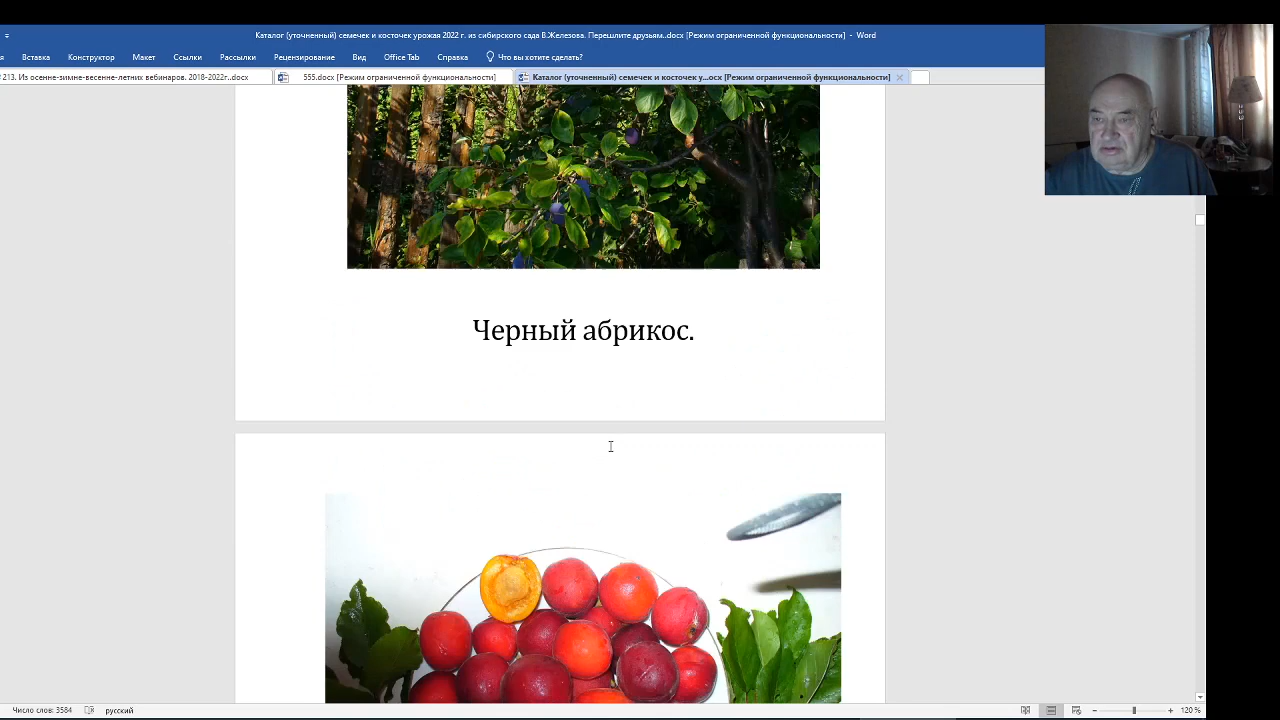 Каталог (уточненный) семечек и косточек урожая 2022 г. из сибирского сада В.Железова. Перешлите друзьям..docx [Режим ограниченной функциональности] - Word
Вставка Конструктор Макет Ссылки Рассылки Рецензирование Вид Office Tab Справка Что вы хотите сделать?
213. Из осенне-зимне-весенне-летних вебинаров. 2018-2022г..docx 555.docx [Режим ограниченной функциональности] Каталог (уточненный) семечек и косточек у...осх [Режим ограниченной функциональности]
Черный абрикос.
Число слов: 3584 русский 120 %